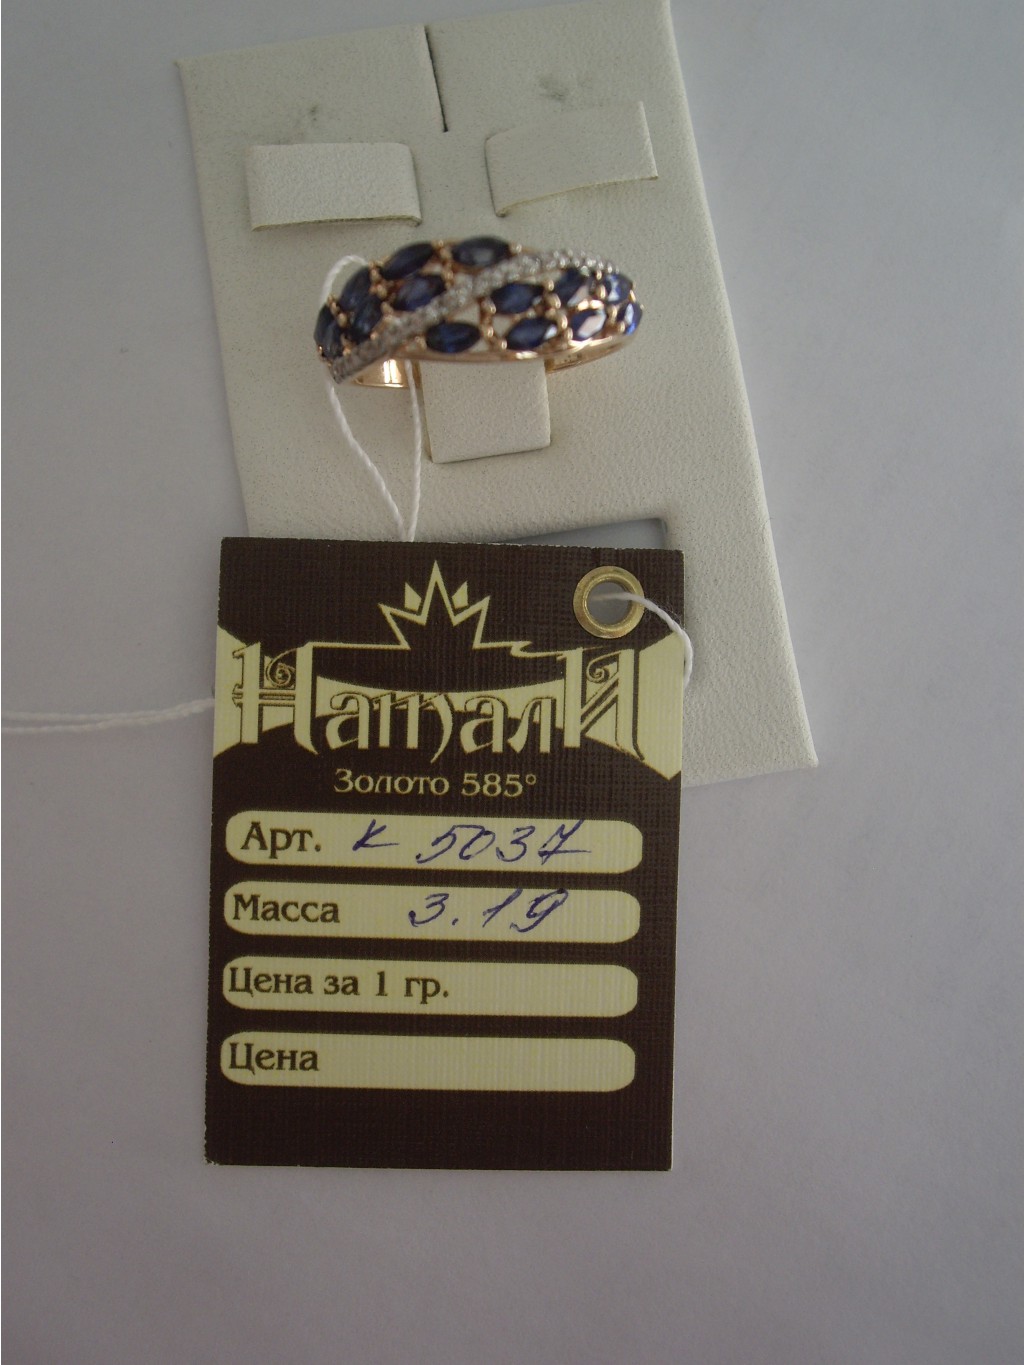 Натали
Золото 585°
Арт. К 5037
Масса 3.19
Цена за 1 гр.
Цена